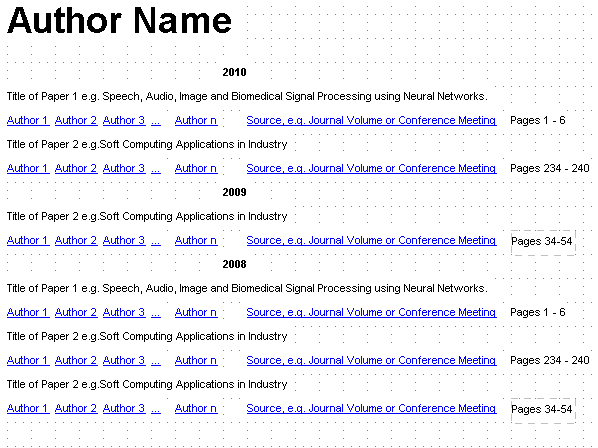 Author Name
2010
Title of Paper 1 e.g. Speech, Audio, Image and Biomedical Signal Processing using Neural Networks.
Author 1 Author 2 Author 3 ... Author n Source, e.g. Journal Volume or Conference Meeting Pages 1 - 6
Title of Paper 2 e.g.Soft Computing Applications in Industry
Author 1 Author 2 Author 3 ... Author n Source, e.g. Journal Volume or Conference Meeting Pages 234 - 240
2009
Title of Paper 2 e.g.Soft Computing Applications in Industry
Author 1 Author 2 Author 3 ... Author n Source, e.g. Journal Volume or Conference Meeting Pages 34-54
2008
Title of Paper 1 e.g. Speech, Audio, Image and Biomedical Signal Processing using Neural Networks.
Author 1 Author 2 Author 3 ... Author n Source, e.g. Journal Volume or Conference Meeting Pages 1 - 6
Title of Paper 2 e.g.Soft Computing Applications in Industry
Author 1 Author 2 Author 3 ... Author n Source, e.g. Journal Volume or Conference Meeting Pages 234 - 240
Title of Paper 2 e.g.Soft Computing Applications in Industry
Author 1 Author 2 Author 3 ... Author n Source, e.g. Journal Volume or Conference Meeting Pages 34-54